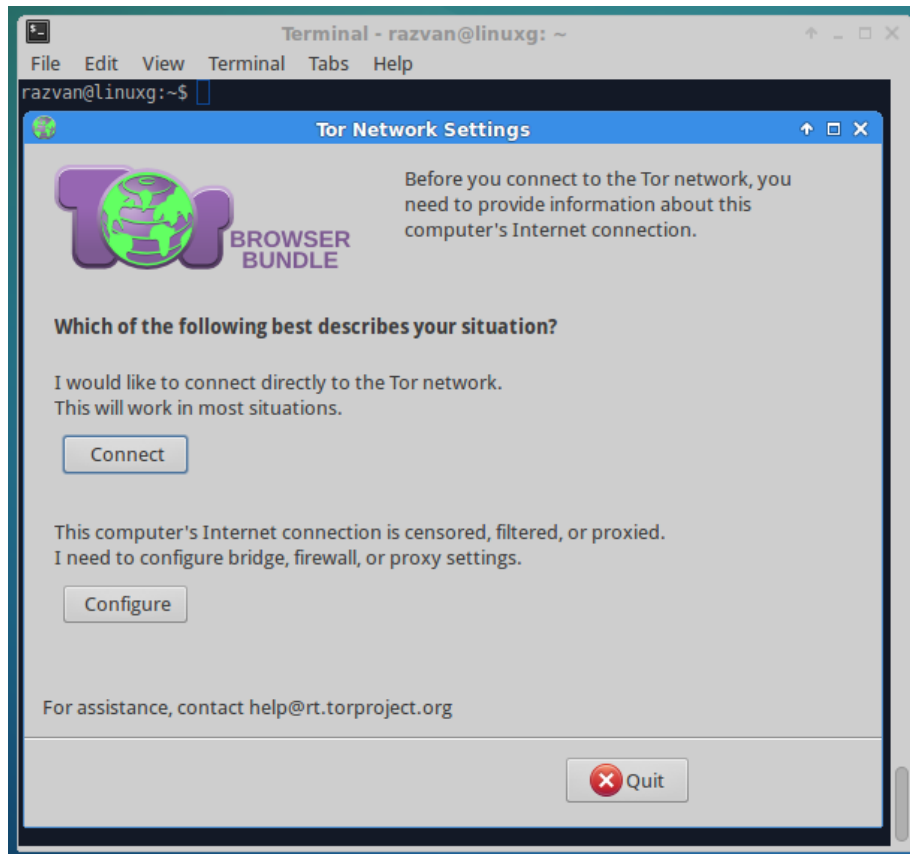 Terminal - razvan@linuxg: ~
File Edit View Terminal Tabs Help
razvan@linuxg:~$
Tor Network Settings
Tor
BROWSER
BUNDLE
Before you connect to the Tor network, you
need to provide information about this
computer's Internet connection.
Which of the following best describes your situation?
I would like to connect directly to the Tor network.
This will work in most situations.
Connect
This computer's Internet connection is censored, filtered, or proxied.
I need to configure bridge, firewall, or proxy settings.
Configure
For assistance, contact help@rt.torproject.org
Quit